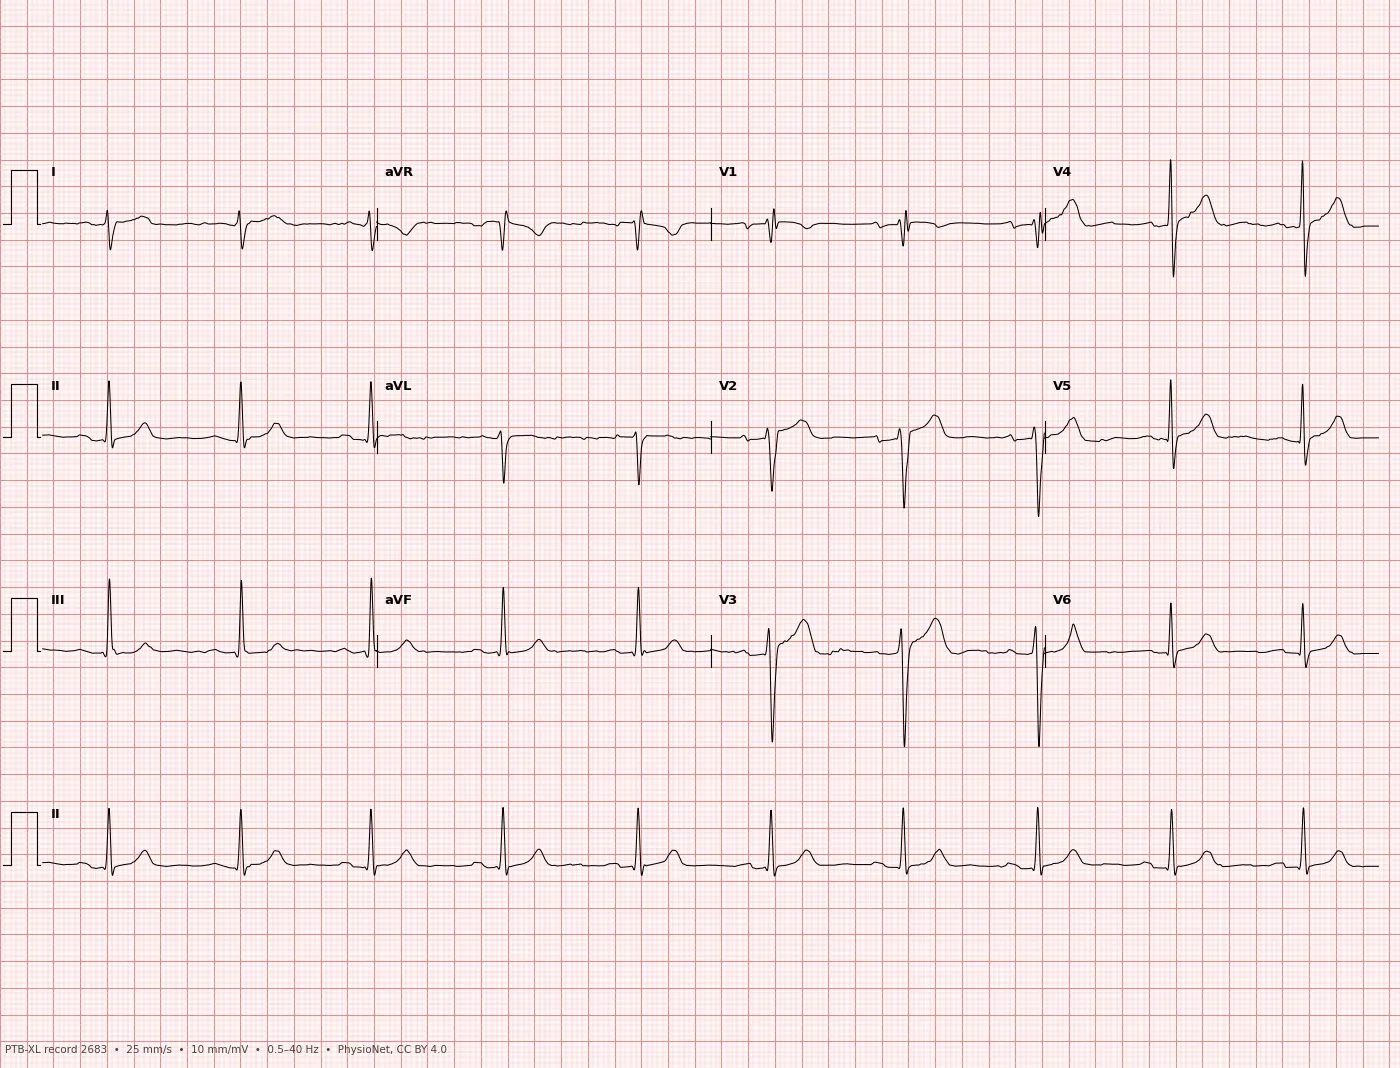 I aVR V1 V4
II aVL V2 V5
III aVF V3 V6
II
PTB-XL record 2683 • 25 mm/s • 10 mm/mV • 0.5–40 Hz • PhysioNet, CC BY 4.0